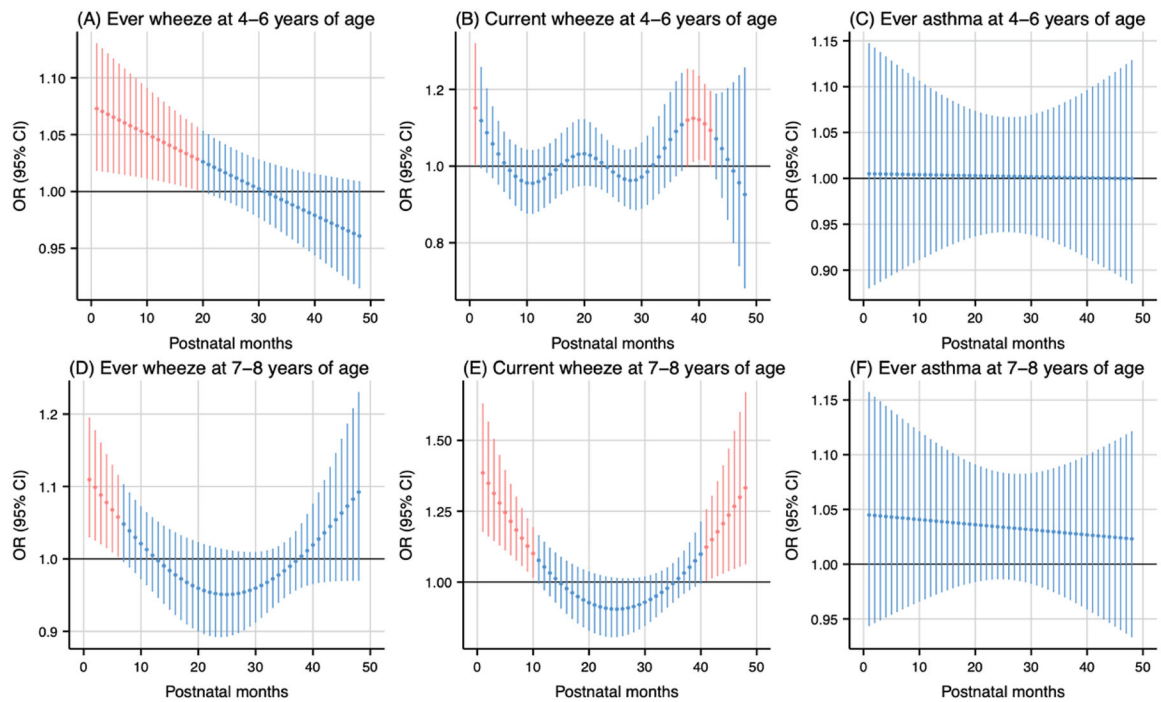 (A) Ever wheeze at 4–6 years of age
OR (95% CI)
1.10
1.05
1.00
0.95
0 10 20 30 40 50
Postnatal months
(B) Current wheeze at 4–6 years of age
OR (95% CI)
1.2
1.0
0.8
0 10 20 30 40 50
Postnatal months
(C) Ever asthma at 4–6 years of age
OR (95% CI)
1.15
1.10
1.05
1.00
0.95
0.90
0 10 20 30 40 50
Postnatal months
(D) Ever wheeze at 7–8 years of age
OR (95% CI)
1.2
1.1
1.0
0.9
0 10 20 30 40 50
Postnatal months
(E) Current wheeze at 7–8 years of age
OR (95% CI)
1.50
1.25
1.00
0 10 20 30 40 50
Postnatal months
(F) Ever asthma at 7–8 years of age
OR (95% CI)
1.15
1.10
1.05
1.00
0.95
0 10 20 30 40 50
Postnatal months